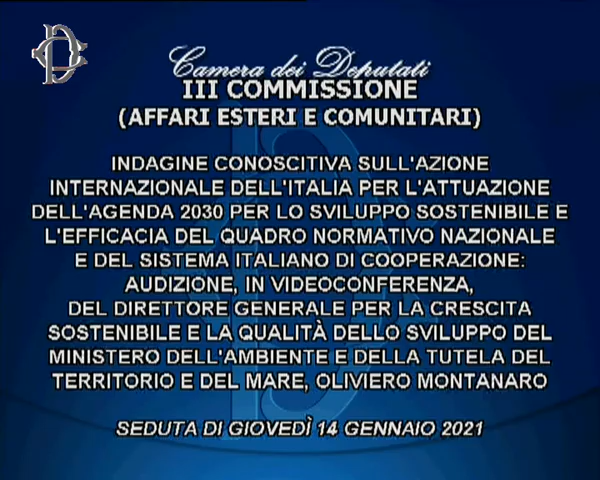 Camera dei Deputati
III COMMISSIONE
(AFFARI ESTERI E COMUNITARI)
INDAGINE CONOSCITIVA SULL'AZIONE
INTERNAZIONALE DELL'ITALIA PER L'ATTUAZIONE
DELL'AGENDA 2030 PER LO SVILUPPO SOSTENIBILE E
L'EFFICACIA DEL QUADRO NORMATIVO NAZIONALE
E DEL SISTEMA ITALIANO DI COOPERAZIONE:
AUDIZIONE, IN VIDEOCONFERENZA,
DEL DIRETTORE GENERALE PER LA CRESCITA
SOSTENIBILE E LA QUALITÀ DELLO SVILUPPO DEL
MINISTERO DELL'AMBIENTE E DELLA TUTELA DEL
TERRITORIO E DEL MARE, OLIVIERO MONTANARO
SEDUTA DI GIOVEDÌ 14 GENNAIO 2021